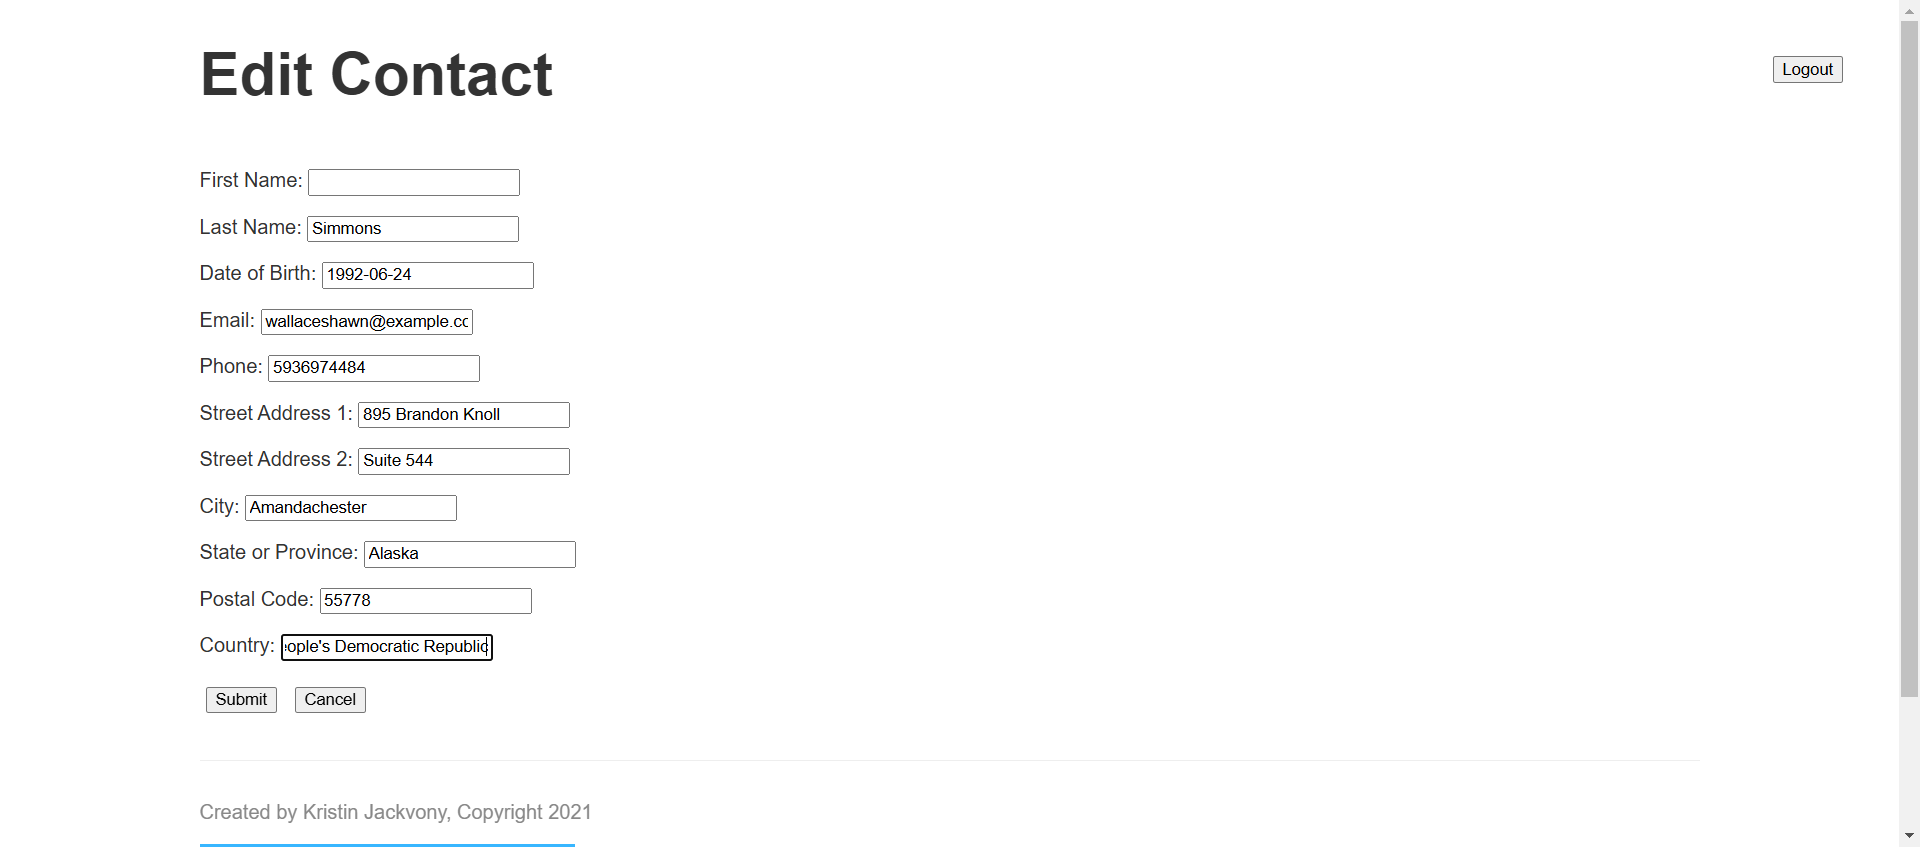 Edit Contact
Logout
First Name:
Last Name: Simmons
Date of Birth: 1992-06-24
Email: wallaceshawn@example.co
Phone: 5936974484
Street Address 1: 895 Brandon Knoll
Street Address 2: Suite 544
City: Amandachester
State or Province: Alaska
Postal Code: 55778
Country: eople's Democratic Republic
Submit Cancel
Created by Kristin Jackvony, Copyright 2021